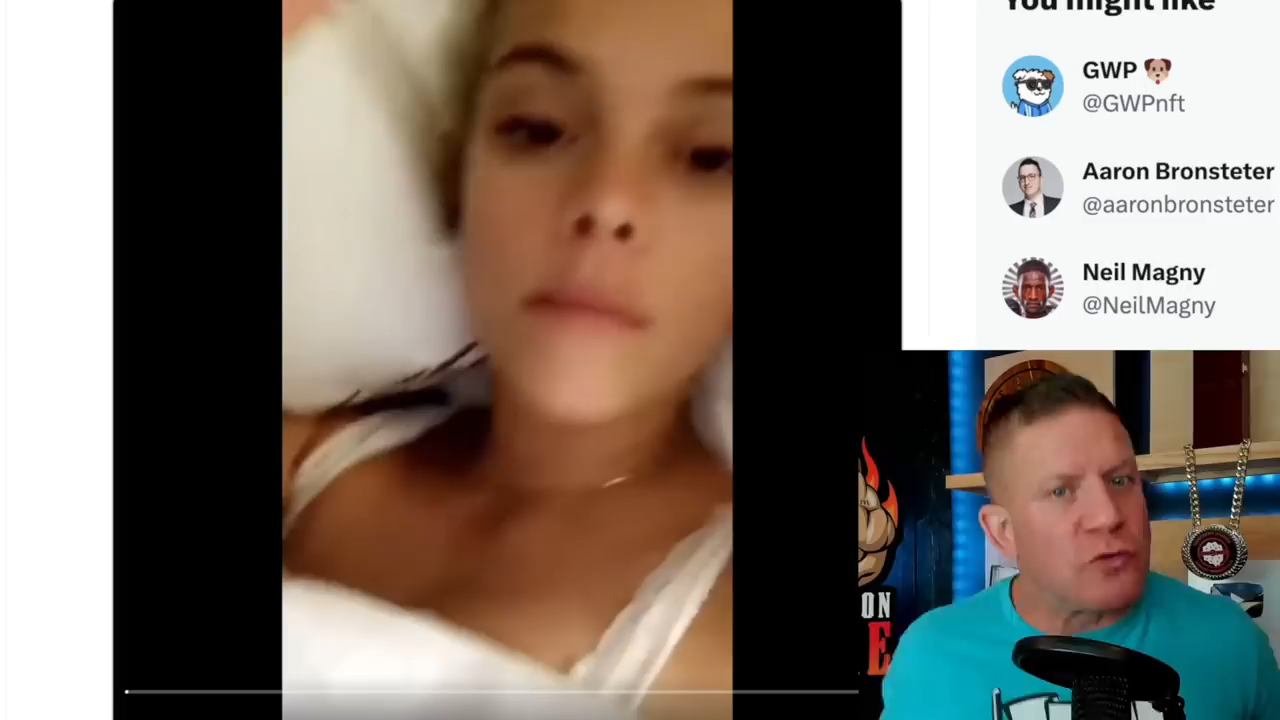 You might like
GWP
@GWPnft
Aaron Bronsteter
@aaronbronsteter
Neil Magny
@NeilMagny
ON
E